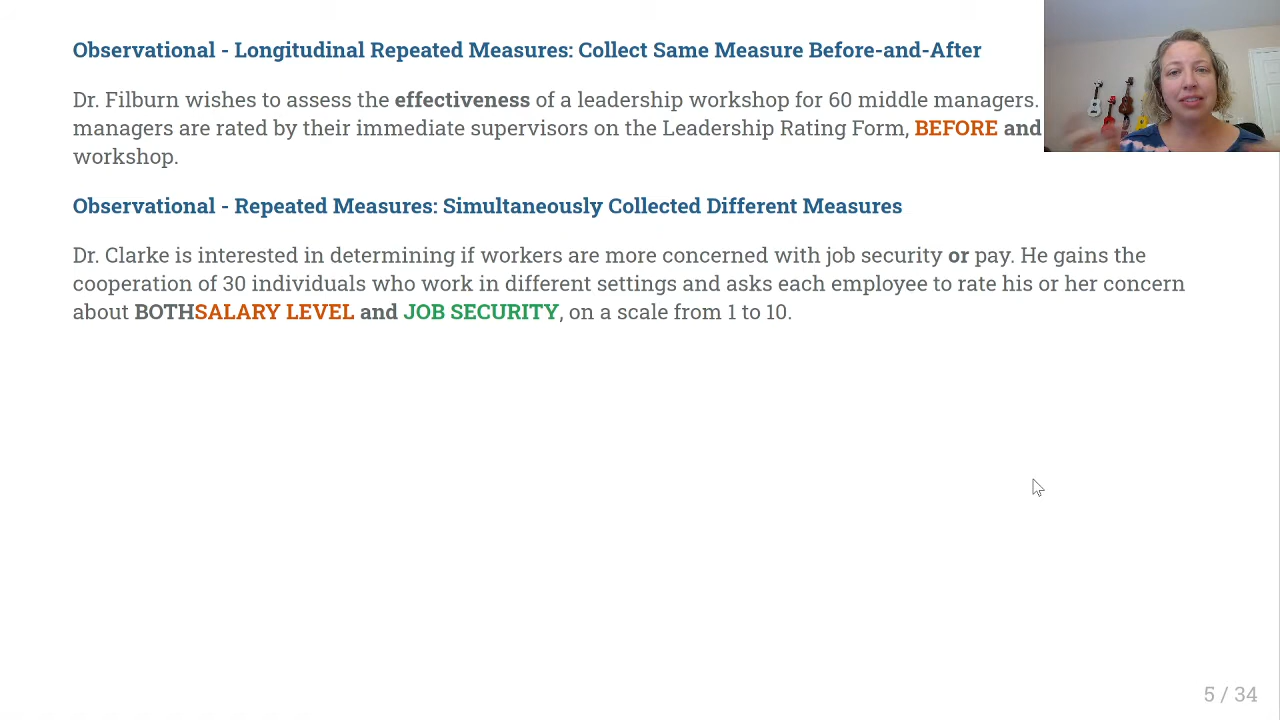 Observational - Longitudinal Repeated Measures: Collect Same Measure Before-and-After
Dr. Filburn wishes to assess the effectiveness of a leadership workshop for 60 middle managers.
managers are rated by their immediate supervisors on the Leadership Rating Form, BEFORE and
workshop.
Observational - Repeated Measures: Simultaneously Collected Different Measures
Dr. Clarke is interested in determining if workers are more concerned with job security or pay. He gains the
cooperation of 30 individuals who work in different settings and asks each employee to rate his or her concern
about BOTHSALARY LEVEL and JOB SECURITY, on a scale from 1 to 10.
5 / 34